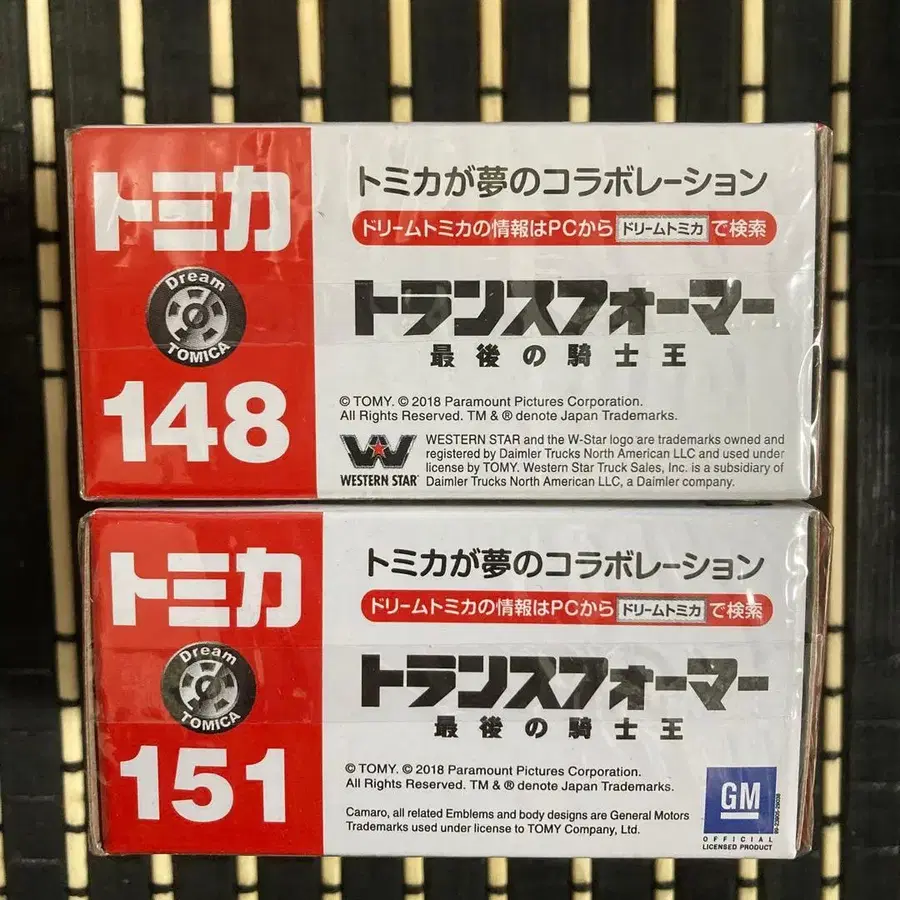 トミカ
Dream
TOMICA
148
トミカが夢のコラボレーション
ドリームトミカの情報はPCから ドリームトミカ で検索
トランスフォーマー
最後の騎士王
© TOMY. © 2018 Paramount Pictures Corporation.
All Rights Reserved. TM & ® denote Japan Trademarks.
WESTERN STAR
WESTERN STAR and the W-Star logo are trademarks owned and
registered by Daimler Trucks North American LLC and used under
license by TOMY. Western Star Truck Sales, Inc. is a subsidiary of
Daimler Trucks North American LLC, a Daimler company.
トミカ
Dream
TOMICA
151
トミカが夢のコラボレーション
ドリームトミカの情報はPCから ドリームトミカ で検索
トランスフォーマー
最後の騎士王
© TOMY. © 2018 Paramount Pictures Corporation.
All Rights Reserved. TM & ® denote Japan Trademarks.
Camaro, all related Emblems and body designs are General Motors
Trademarks used under license to TOMY Company, Ltd.
GM
OFFICIAL
LICENSED PRODUCT